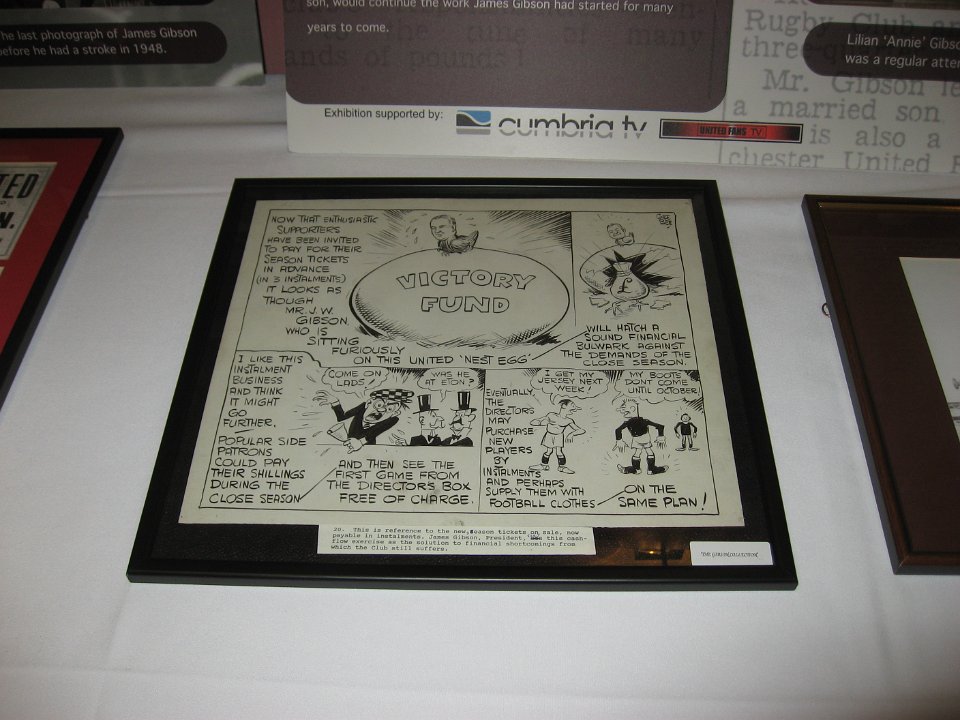 The last photograph of James Gibson
before he had a stroke in 1948.
son, would continue the work James Gibson had started for many
years to come.
Exhibition supported by:
cumbria tv
UNITED FANS TV
Rugby Club
three-
Mr. Gibson
a married son
is also a
chester United
Lilian 'Annie'
was a regular
NOW THAT ENTHUSIASTIC
SUPPORTERS
HAVE BEEN INVITED
TO PAY FOR THEIR
SEASON TICKETS
IN ADVANCE
(IN 3 INSTALMENTS)
IT LOOKS AS
THOUGH
MR. J.W.
GIBSON,
WHO IS
SITTING
FURIOUSLY
ON THIS UNITED 'NEST EGG'
VICTORY
FUND
£
WILL HATCH A
SOUND FINANCIAL
BULWARK AGAINST
THE DEMANDS OF THE
CLOSE SEASON.
I LIKE THIS
INSTALMENT
BUSINESS
AND THINK
IT MIGHT
GO
FURTHER.
POPULAR SIDE
PATRONS
COULD PAY
THEIR SHILLINGS
DURING THE
CLOSE SEASON
COME ON
LADS!
WAS HE
AT ETON?
AND THEN SEE THE
FIRST GAME FROM
THE DIRECTORS BOX
FREE OF CHARGE.
EVENTUALLY,
THE
DIRECTORS
MAY
PURCHASE
NEW
PLAYERS
BY
INSTALMENTS
AND PERHAPS
SUPPLY THEM WITH
FOOTBALL CLOTHES
I GET MY
JERSEY NEXT
WEEK!
MY BOOTS
DON'T COME
UNTIL OCTOBER!
ON THE
SAME PLAN!
20. This is reference to the new season tickets on sale, now
payable in instalments. James Gibson, President, this cash-
flow exercise as the solution to financial shortcomings from
which the Club still suffers.